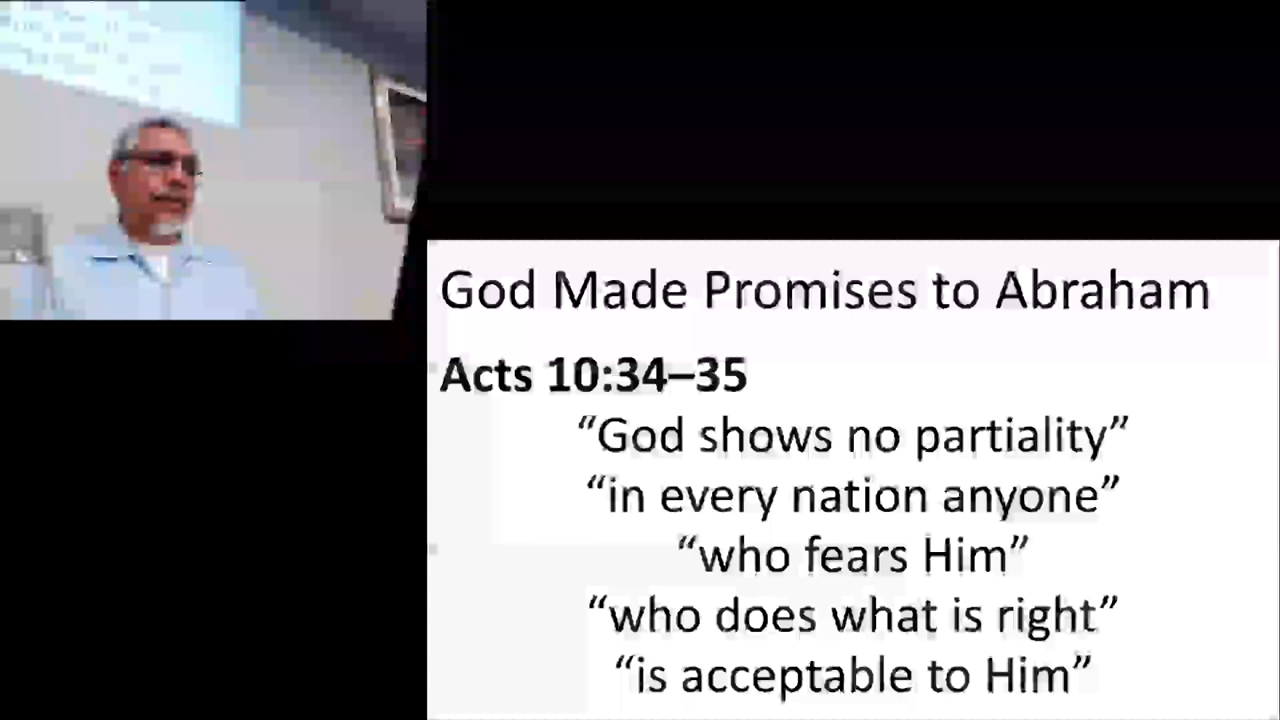 God Made Promises to Abraham
Acts 10:34–35
“God shows no partiality”
“in every nation anyone”
“who fears Him”
“who does what is right”
“is acceptable to Him”